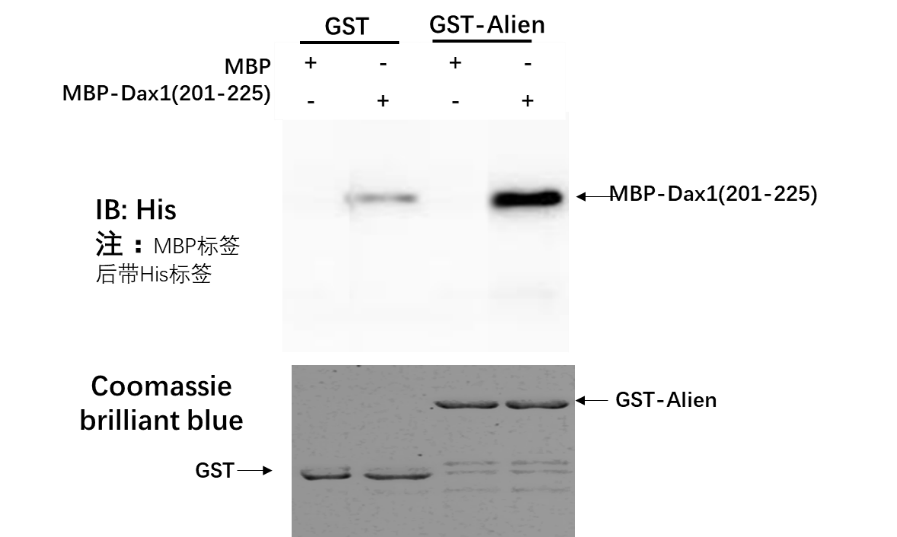 GST GST-Alien
MBP + - + -
MBP-Dax1(201-225) - + - +
MBP-Dax1(201-225)
IB: His
注：MBP标签
后带His标签
Coomassie
brilliant blue
GST-Alien
GST